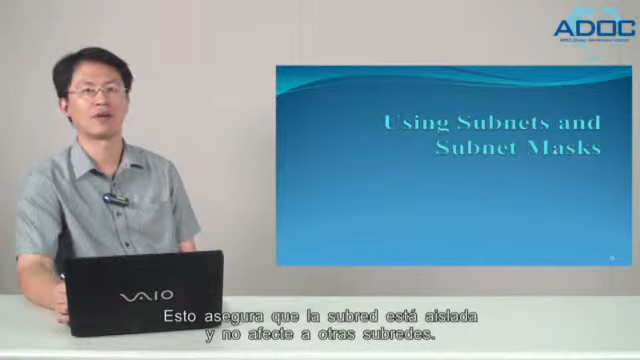 ADOC
Using Subnets and
Subnet Masks
VAIO
Esto asegura que la subred está aislada
y no afecte a otras subredes.